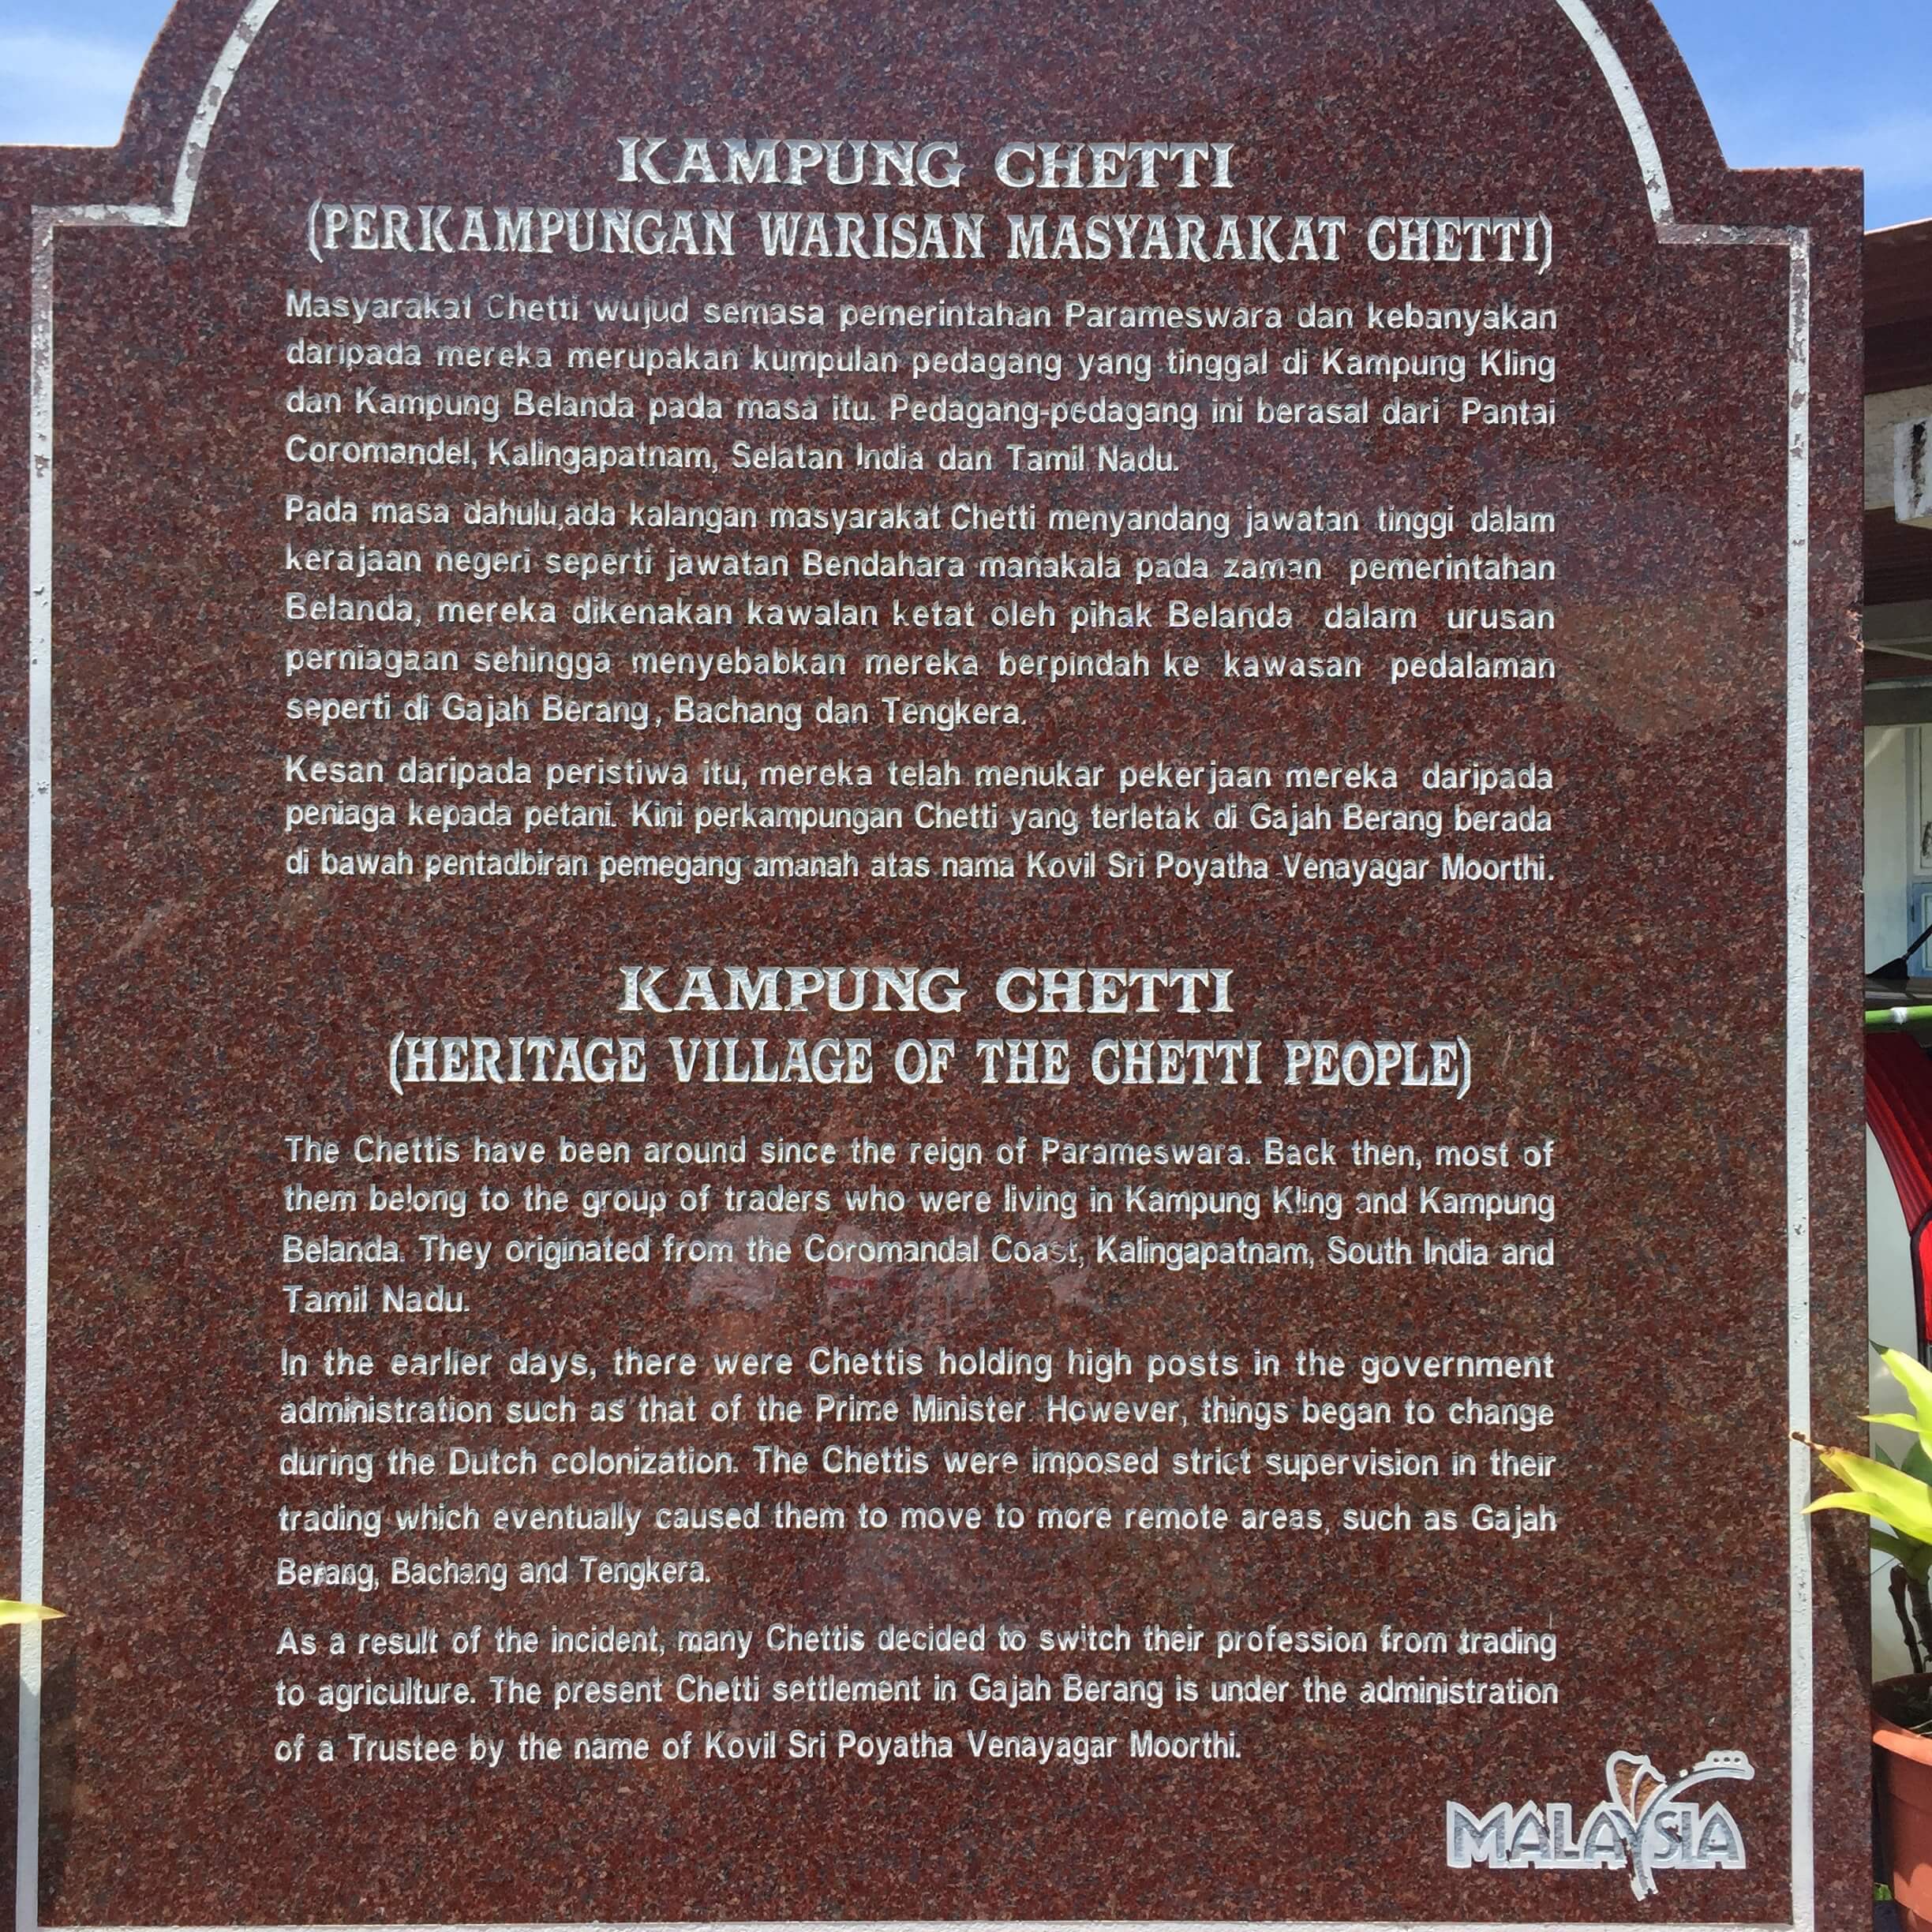 KAMPUNG CHETTI
(PERKAMPUNGAN WARISAN MASYARAKAT CHETTI)
Masyarakat Chetti wujud semasa pemerintahan Parameswara dan kebanyakan
daripada mereka merupakan kumpulan pedagang yang tinggal di Kampung Kling
dan Kampung Belanda pada masa itu. Pedagang-pedagang ini berasal dari Pantai
Coromandel, Kalingapatnam, Selatan India dan Tamil Nadu.
Pada masa dahulu,ada kalangan masyarakat Chetti menyandang jawatan tinggi dalam
kerajaan negeri seperti jawatan Bendahara manakala pada zaman pemerintahan
Belanda, mereka dikenakan kawalan ketat oleh pihak Belanda dalam urusan
perniagaan sehingga menyebabkan mereka berpindah ke kawasan pedalaman
seperti di Gajah Berang, Bachang dan Tengkera.
Kesan daripada peristiwa itu, mereka telah menukar pekerjaan mereka daripada
peniaga kepada petani. Kini perkampungan Chetti yang terletak di Gajah Berang berada
di bawah pentadbiran pemegang amanah atas nama Kovil Sri Poyatha Venayagar Moorthi.
KAMPUNG CHETTI
(HERITAGE VILLAGE OF THE CHETTI PEOPLE)
The Chettis have been around since the reign of Parameswara. Back then, most of
them belong to the group of traders who were living in Kampung Kling and Kampung
Belanda. They originated from the Coromandal Coast, Kalingapatnam, South India and
Tamil Nadu.
In the earlier days, there were Chettis holding high posts in the government
administration such as that of the Prime Minister. However, things began to change
during the Dutch colonization. The Chettis were imposed strict supervision in their
trading which eventually caused them to move to more remote areas, such as Gajah
Berang, Bachang and Tengkera.
As a result of the incident, many Chettis decided to switch their profession from trading
to agriculture. The present Chetti settlement in Gajah Berang is under the administration
of a Trustee by the name of Kovil Sri Poyatha Venayagar Moorthi.
MALAYSIA